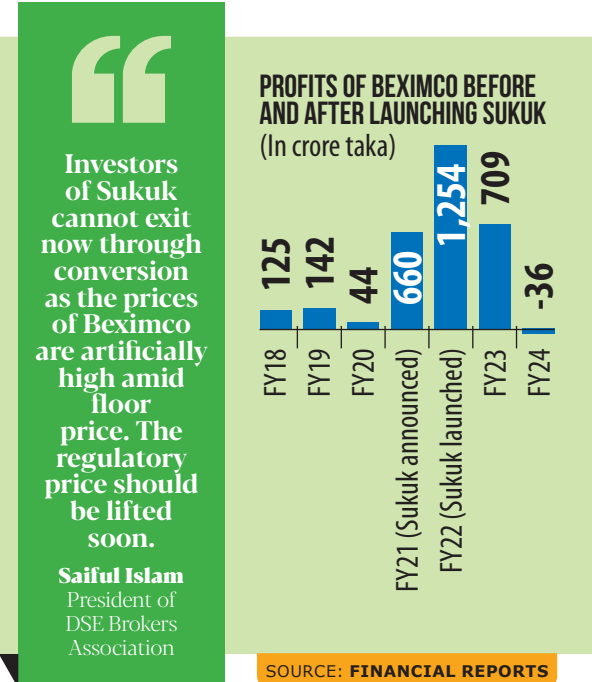 “
Investors
of Sukuk
cannot exit
now through
conversion
as the prices
of Beximco
are artificially
high amid
floor
price. The
regulatory
price should
be lifted
soon.
Saiful Islam
President of
DSE Brokers
Association
PROFITS OF BEXIMCO BEFORE
AND AFTER LAUNCHING SUKUK
(In crore taka)
125
142
44
660
1,254
709
-36
FY18
FY19
FY20
FY21 (Sukuk announced)
FY22 (Sukuk launched)
FY23
FY24
SOURCE: FINANCIAL REPORTS